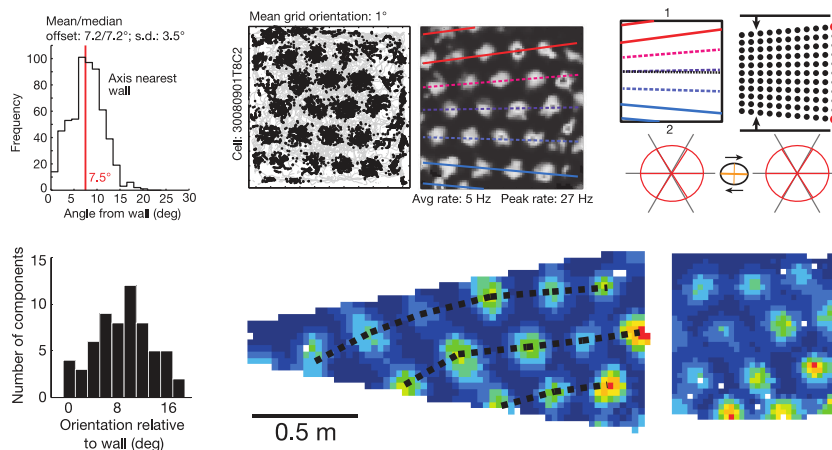 Mean/median
offset: 7.2/7.2°; s.d.: 3.5°
100
80
60
40
20
0
Frequency
Axis nearest
wall
7.5°
0 5 10 15 20 25 30
Angle from wall (deg)
Mean grid orientation: 1°
Cell: 30080901T8C2
Avg rate: 5 Hz Peak rate: 27 Hz
1
2
15
10
5
0
Number of components
0 8 16
Orientation relative
to wall (deg)
0.5 m